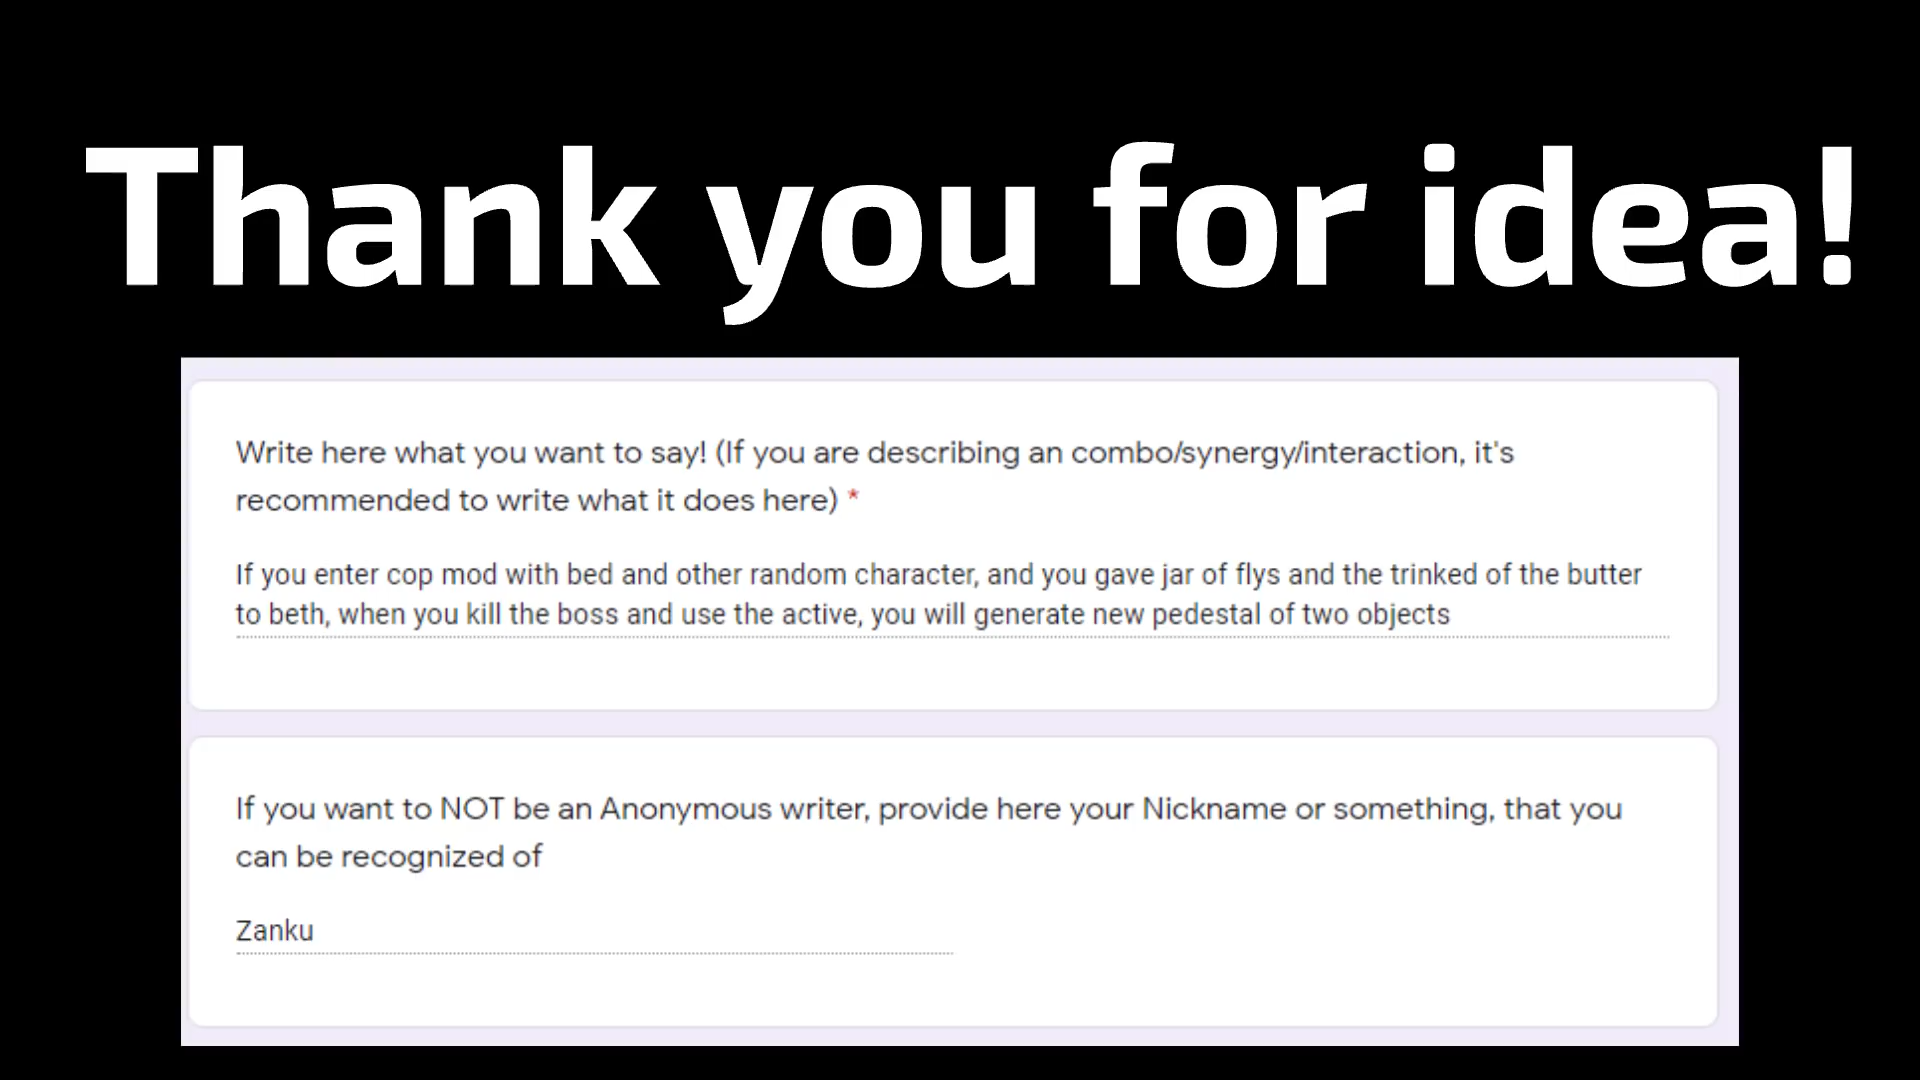 Thank you for idea!
Write here what you want to say! (If you are describing an combo/synergy/interaction, it's
recommended to write what it does here) *
If you enter cop mod with bed and other random character, and you gave jar of flys and the trinked of the butter
to beth, when you kill the boss and use the active, you will generate new pedestal of two objects
If you want to NOT be an Anonymous writer, provide here your Nickname or something, that you
can be recognized of
Zanku